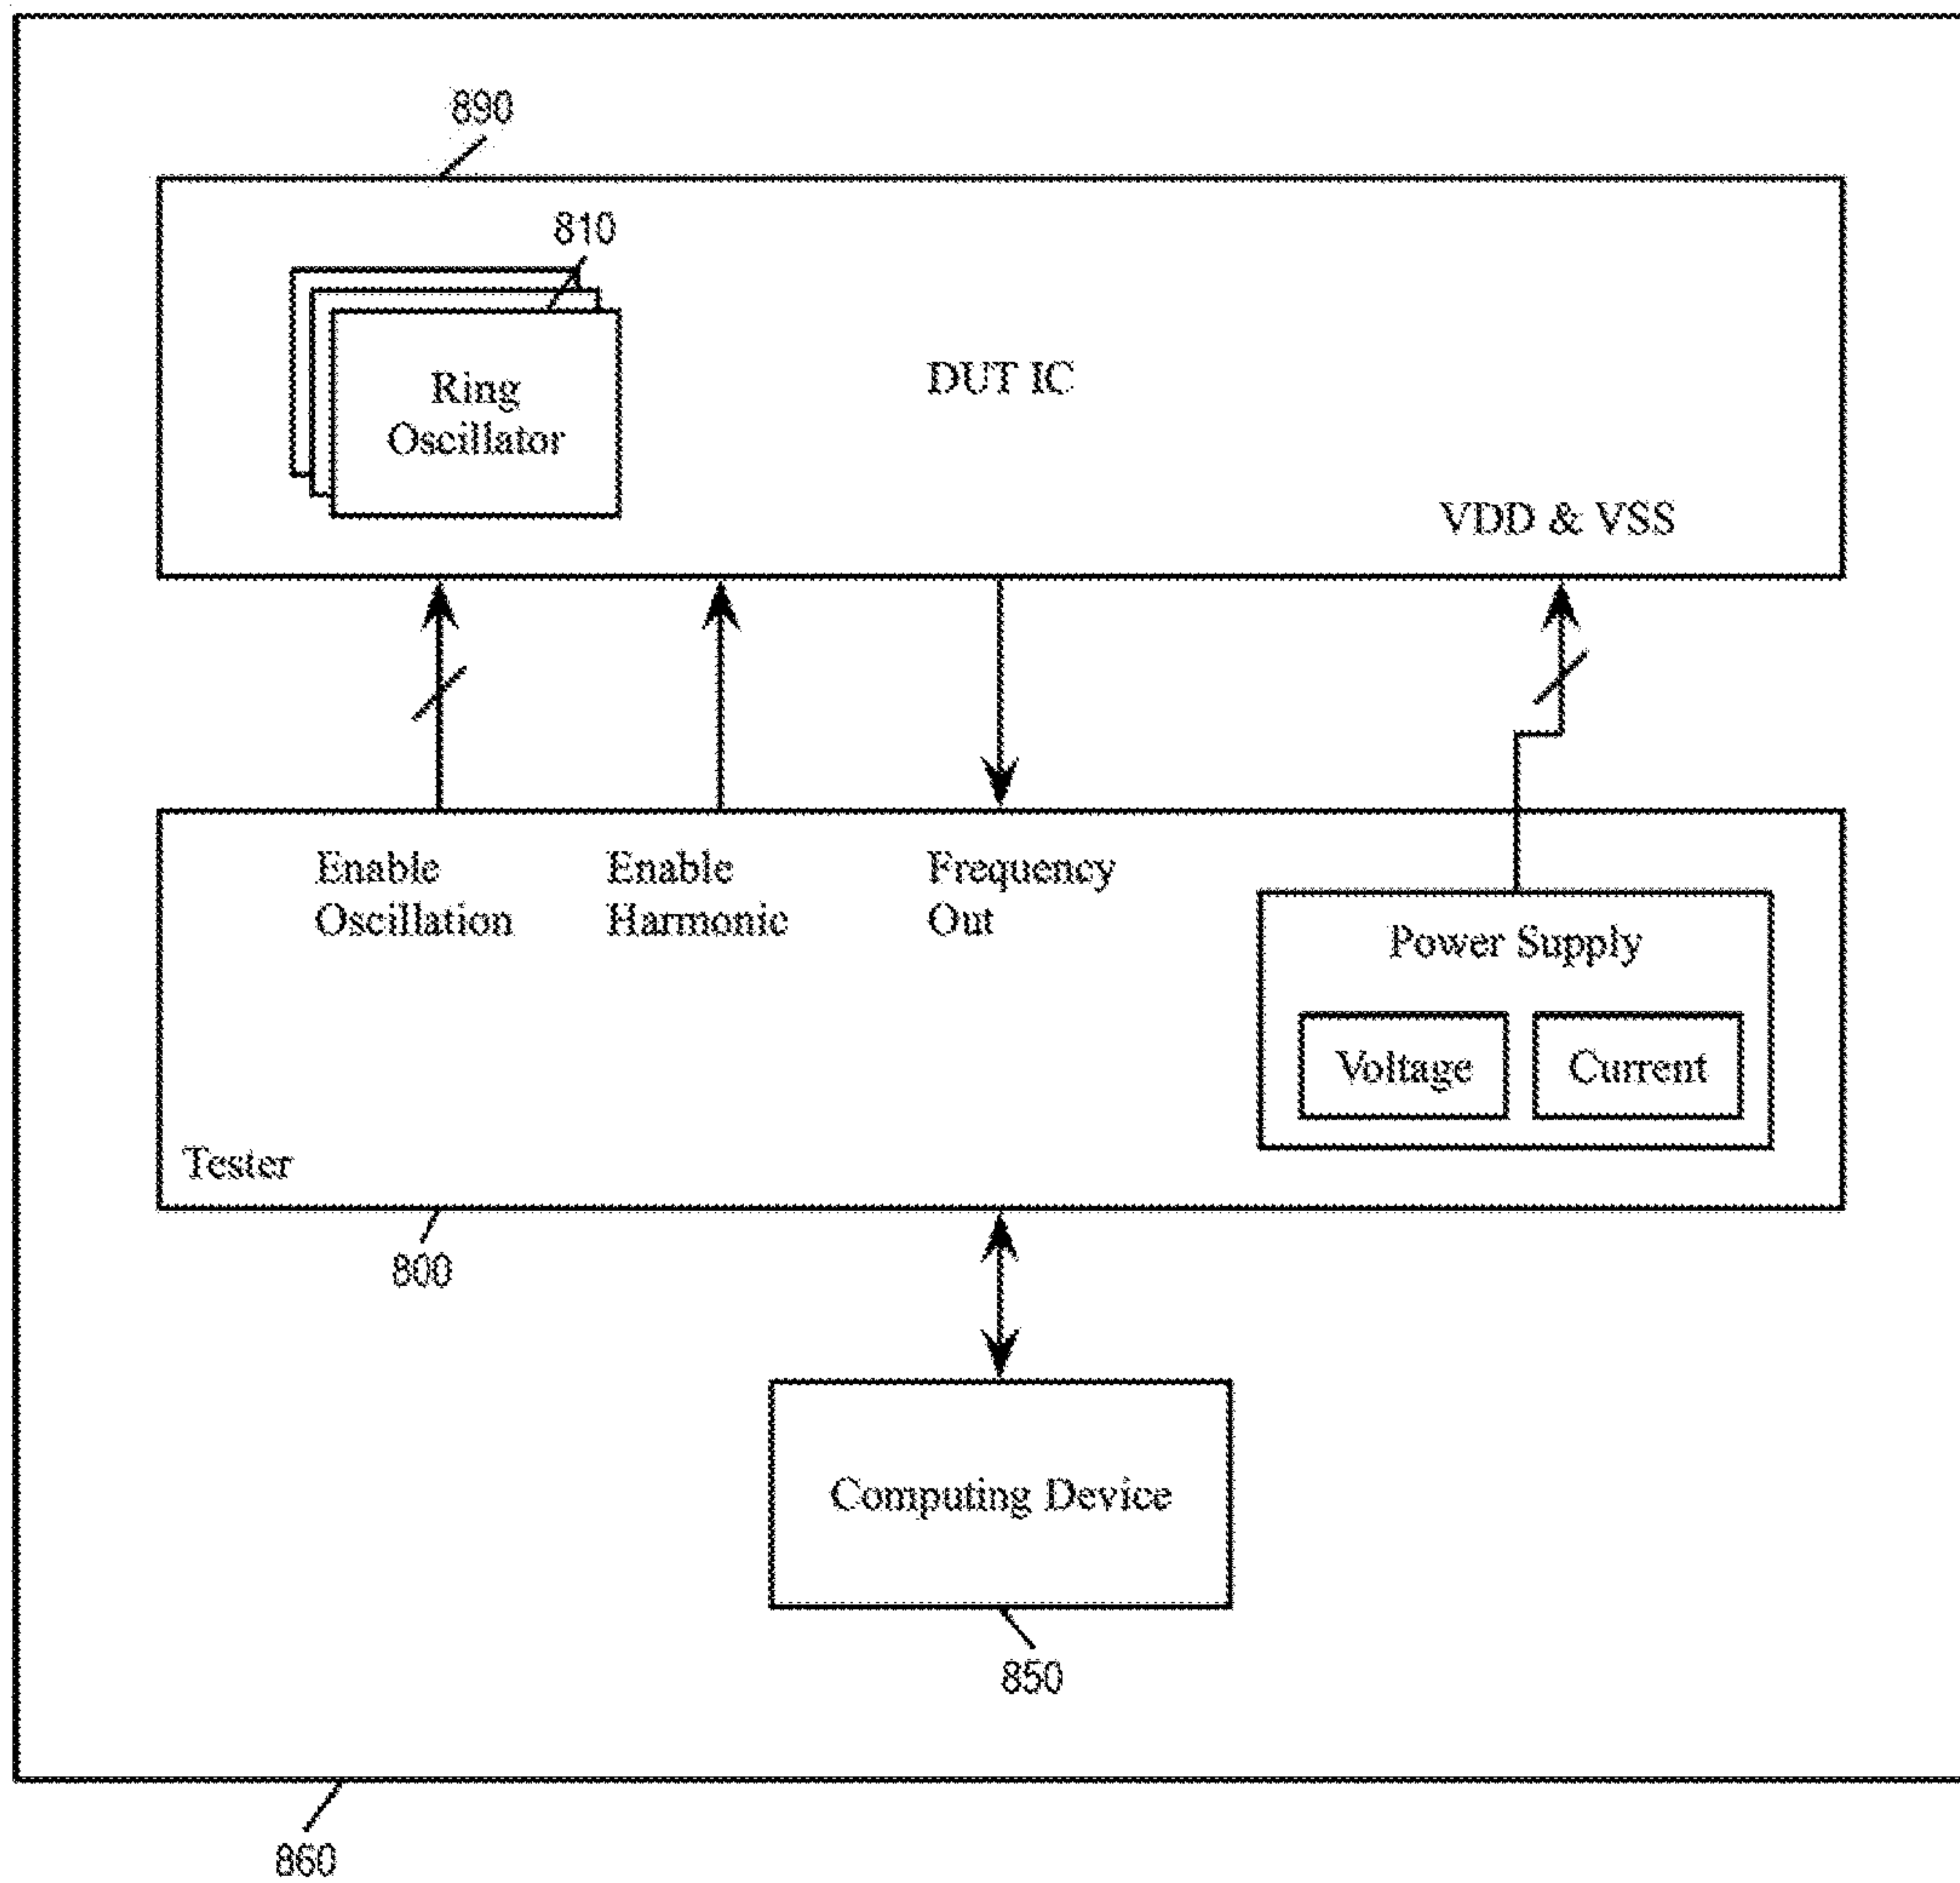 890
810
Ring
Oscillator
DUT IC
VDD & VSS
Enable
Oscillation
Enable
Harmonic
Frequency
Out
Power Supply
Voltage
Current
Tester
800
Computing Device
850
860